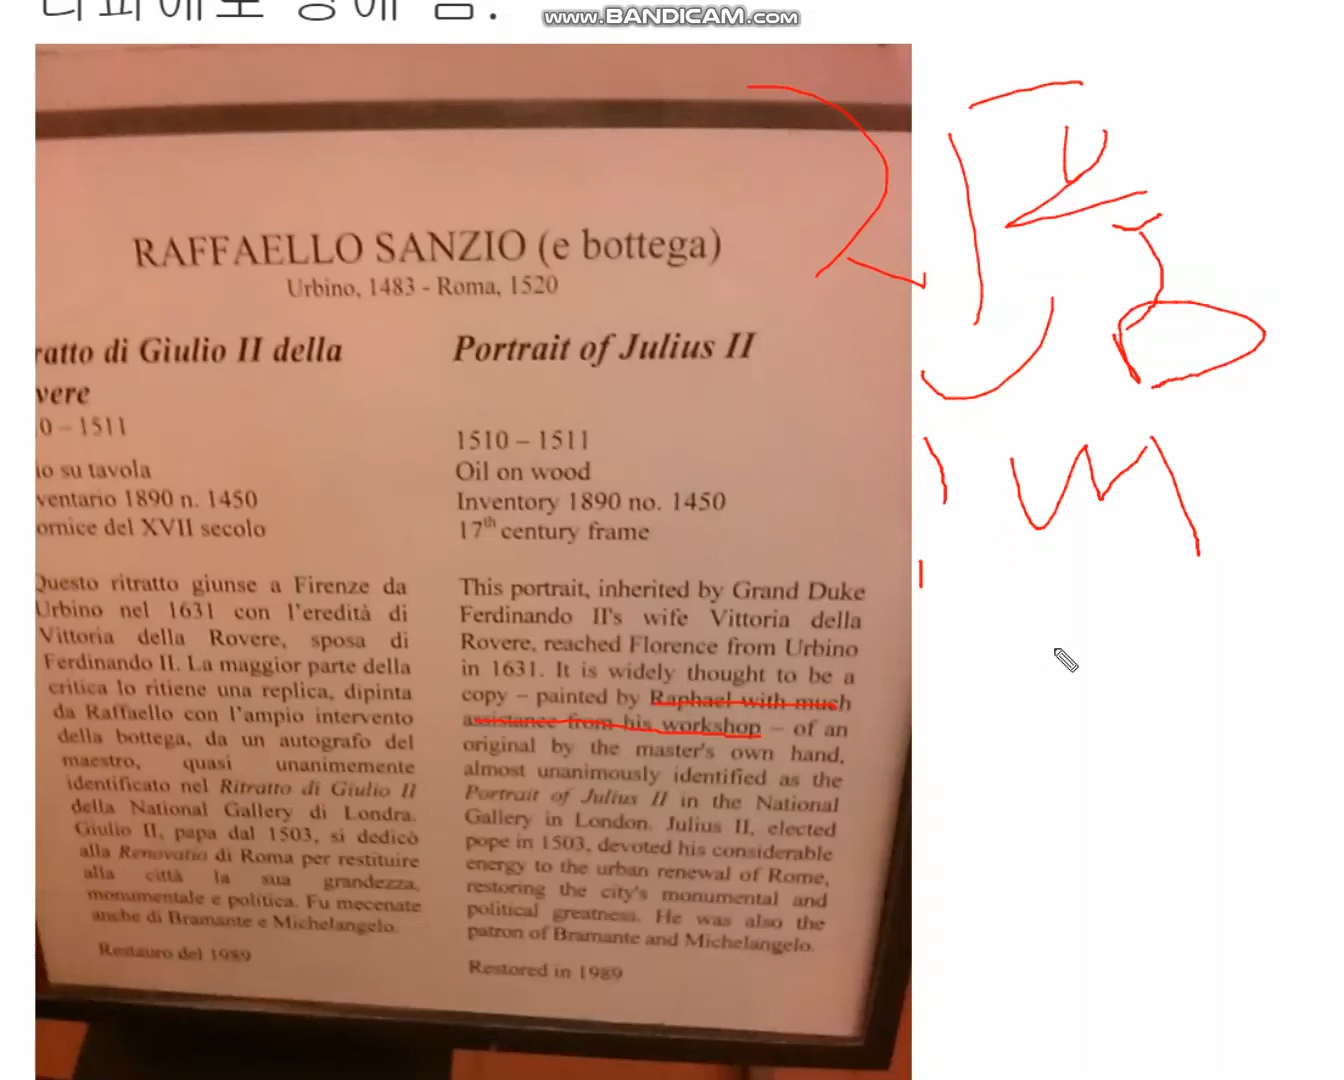 WWW.BANDICAM.COM
RAFFAELLO SANZIO (e bottega)
Urbino, 1483 - Roma, 1520
ratto di Giulio II della
vere
0 – 1511
io su tavola
ventario 1890 n. 1450
ornice del XVII secolo
Questo ritratto giunse a Firenze da
Urbino nel 1631 con l'eredità di
Vittoria della Rovere, sposa di
Ferdinando II. La maggior parte della
critica lo ritiene una replica, dipinta
da Raffaello con l'ampio intervento
della bottega, da un autografo del
maestro, quasi unanimemente
identificato nel Ritratto di Giulio II
della National Gallery di Londra.
Giulio II, papa dal 1503, si dedicò
alla Renovatio di Roma per restituire
alla città la sua grandezza,
monumentale e politica. Fu mecenate
anche di Bramante e Michelangelo.
Restauro del 1989
Portrait of Julius II
1510 – 1511
Oil on wood
Inventory 1890 no. 1450
17th century frame
This portrait, inherited by Grand Duke
Ferdinando II's wife Vittoria della
Rovere, reached Florence from Urbino
in 1631. It is widely thought to be a
copy – painted by Raphael with much
assistance from his workshop – of an
original by the master's own hand,
almost unanimously identified as the
Portrait of Julius II in the National
Gallery in London. Julius II, elected
pope in 1503, devoted his considerable
energy to the urban renewal of Rome,
restoring the city's monumental and
political greatness. He was also the
patron of Bramante and Michelangelo.
Restored in 1989